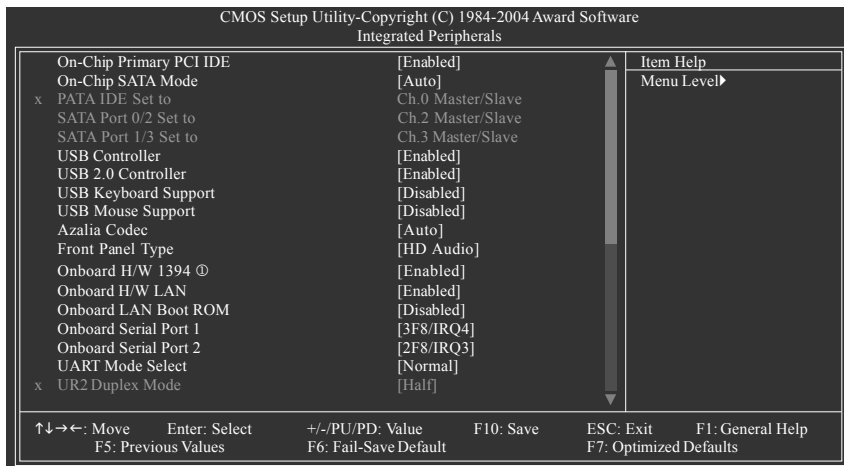 CMOS Setup Utility-Copyright (C) 1984-2004 Award Software
Integrated Peripherals
On-Chip Primary PCI IDE [Enabled]
On-Chip SATA Mode [Auto]
x PATA IDE Set to Ch.0 Master/Slave
SATA Port 0/2 Set to Ch.2 Master/Slave
SATA Port 1/3 Set to Ch.3 Master/Slave
USB Controller [Enabled]
USB 2.0 Controller [Enabled]
USB Keyboard Support [Disabled]
USB Mouse Support [Disabled]
Azalia Codec [Auto]
Front Panel Type [HD Audio]
Onboard H/W 1394 ① [Enabled]
Onboard H/W LAN [Enabled]
Onboard LAN Boot ROM [Disabled]
Onboard Serial Port 1 [3F8/IRQ4]
Onboard Serial Port 2 [2F8/IRQ3]
UART Mode Select [Normal]
x UR2 Duplex Mode [Half]
Item Help
Menu Level▶
↑↓→←: Move Enter: Select +/-/PU/PD: Value F10: Save ESC: Exit F1: General Help
F5: Previous Values F6: Fail-Save Default F7: Optimized Defaults